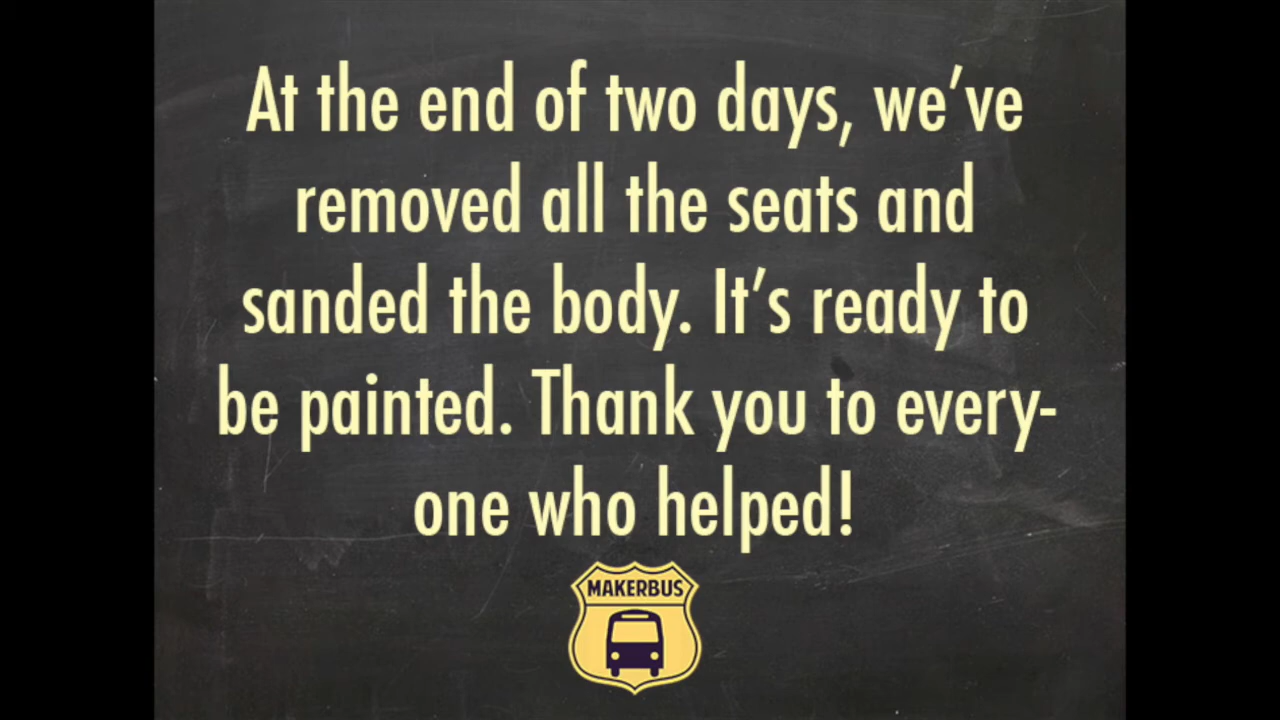 At the end of two days, we’ve
removed all the seats and
sanded the body. It’s ready to
be painted. Thank you to every-
one who helped!
MAKERBUS